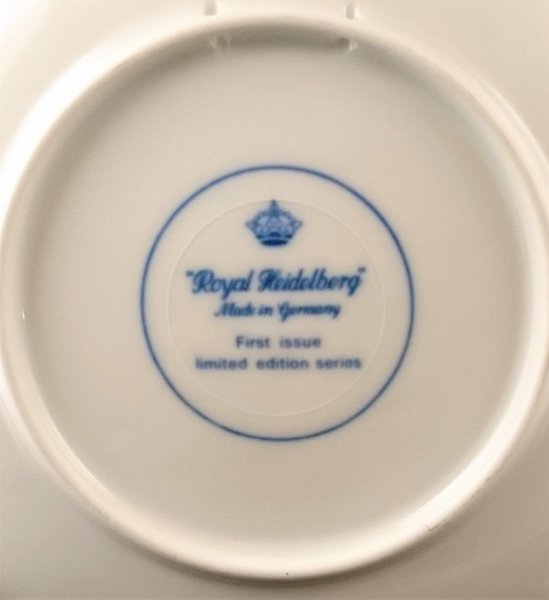 "Royal Heidelberg"
Made in Germany
First issue
limited edition series